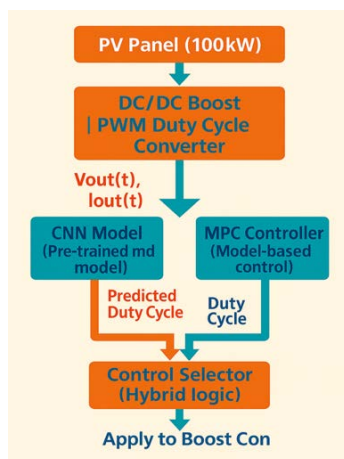 PV Panel (100kW)
DC/DC Boost
| PWM Duty Cycle
Converter
Vout(t),
Iout(t)
CNN Model
(Pre-trained md
model)
MPC Controller
(Model-based
control)
Predicted
Duty Cycle
Duty
Cycle
Control Selector
(Hybrid logic)
Apply to Boost Con